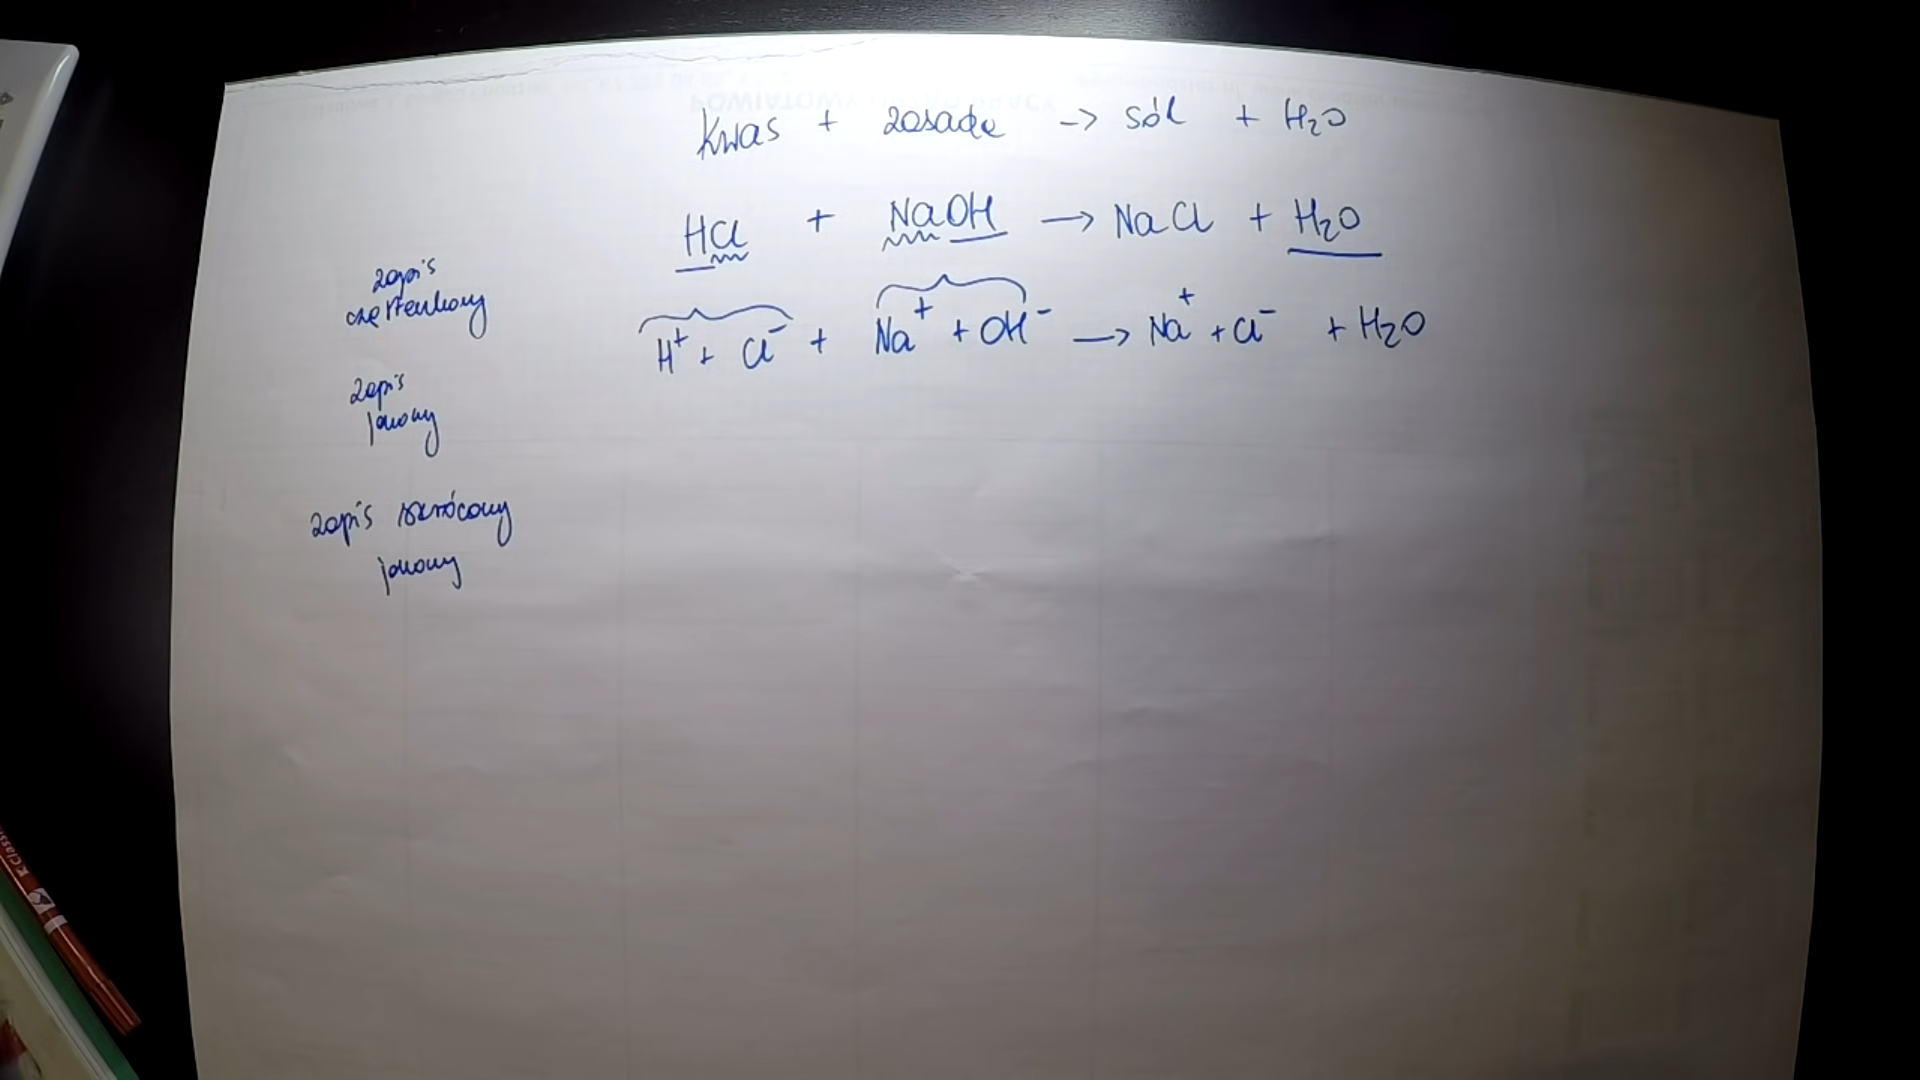 Kwas + zasada -> sól + H₂O
HCl + NaOH -> NaCl + H₂O
zapis
cząsteczkowy
H⁺ + Cl⁻ + Na⁺ + OH⁻ -> Na⁺ + Cl⁻ + H₂O
zapis
jonowy
zapis skrócony
jonowy